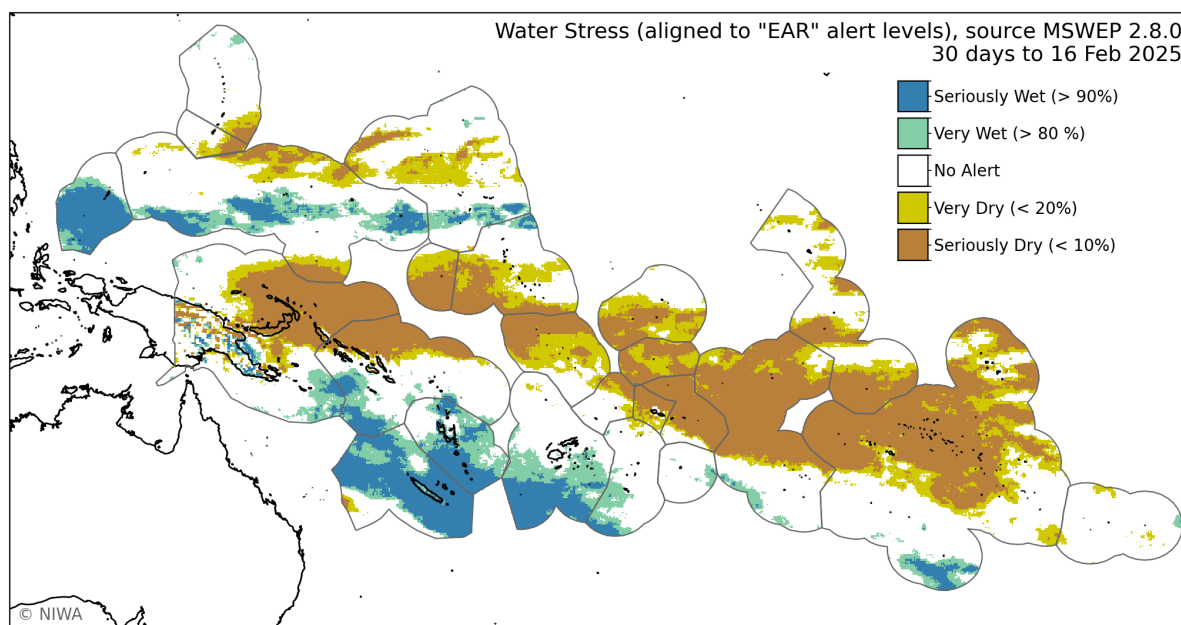 Water Stress (aligned to "EAR" alert levels), source MSWEP 2.8.0
30 days to 16 Feb 2025
Seriously Wet (> 90%)
Very Wet (> 80 %)
No Alert
Very Dry (< 20%)
Seriously Dry (< 10%)
© NIWA